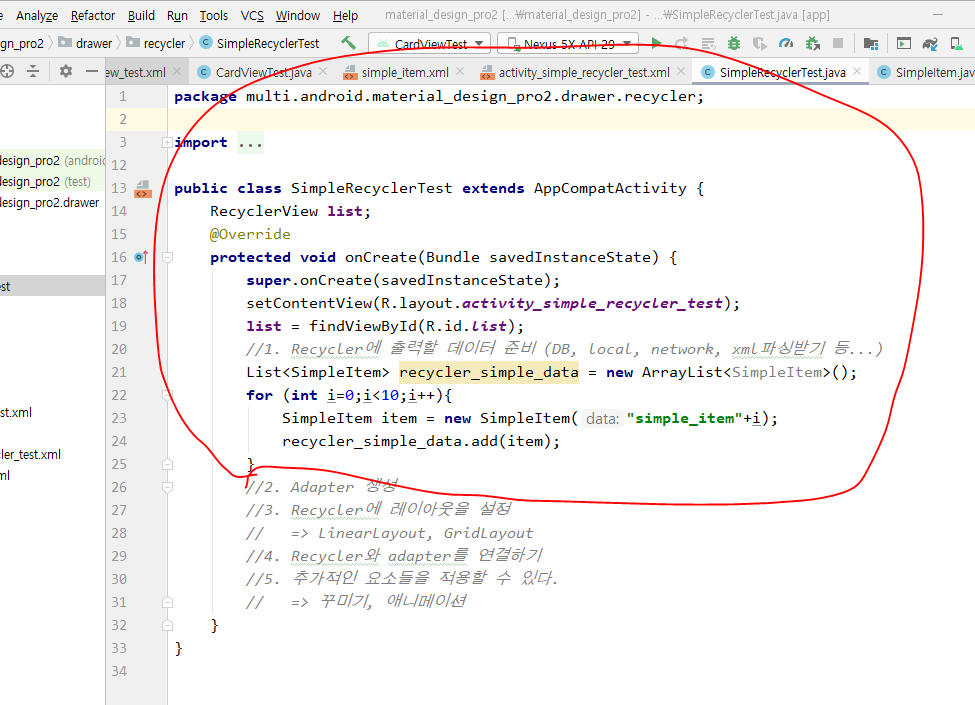 Analyze Refactor Build Run Tools VCS Window Help material_design_pro2 [...₩material_design_pro2] - ...₩SimpleRecyclerTest.java [app]
gn_pro2 drawer recycler SimpleRecyclerTest CardViewTest Nexus 5X API 29
ew_test.xml CardViewTest.java simple_item.xml activity_simple_recycler_test.xml SimpleRecyclerTest.java SimpleItem.jav
design_pro2 (androic
design_pro2 (test)
design_pro2.drawer
est
st.xml
cler_test.xml
ml
1 package multi.android.material_design_pro2.drawer.recycler;
2
3 import ...
12
13 public class SimpleRecyclerTest extends AppCompatActivity {
14 RecyclerView list;
15 @Override
16 protected void onCreate(Bundle savedInstanceState) {
17 super.onCreate(savedInstanceState);
18 setContentView(R.layout.activity_simple_recycler_test);
19 list = findViewById(R.id.list);
20 //1. Recycler에 출력할 데이터 준비(DB, local, network, xml파싱받기 등...)
21 List<SimpleItem> recycler_simple_data = new ArrayList<SimpleItem>();
22 for (int i=0;i<10;i++){
23 SimpleItem item = new SimpleItem( data: "simple_item"+i);
24 recycler_simple_data.add(item);
25 }
26 //2. Adapter 생성
27 //3. Recycler에 레이아웃을 설정
28 // => LinearLayout, GridLayout
29 //4. Recycler와 adapter를 연결하기
30 //5. 추가적인 요소들을 적용할 수 있다.
31 // => 꾸미기, 애니메이션
32 }
33 }
34